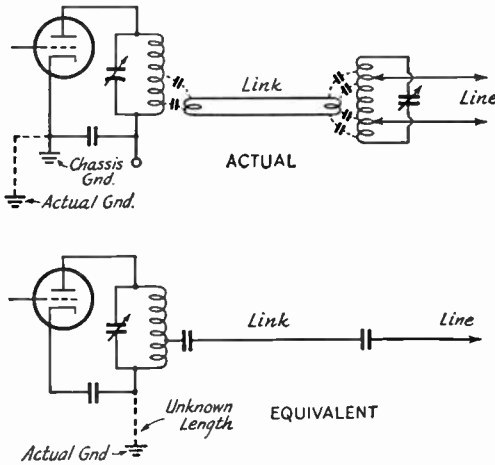 Link
Line
ACTUAL
Chassis
Gnd.
Actual Gnd.
Link
Line
Unknown
Length
EQUIVALENT
Actual Gnd